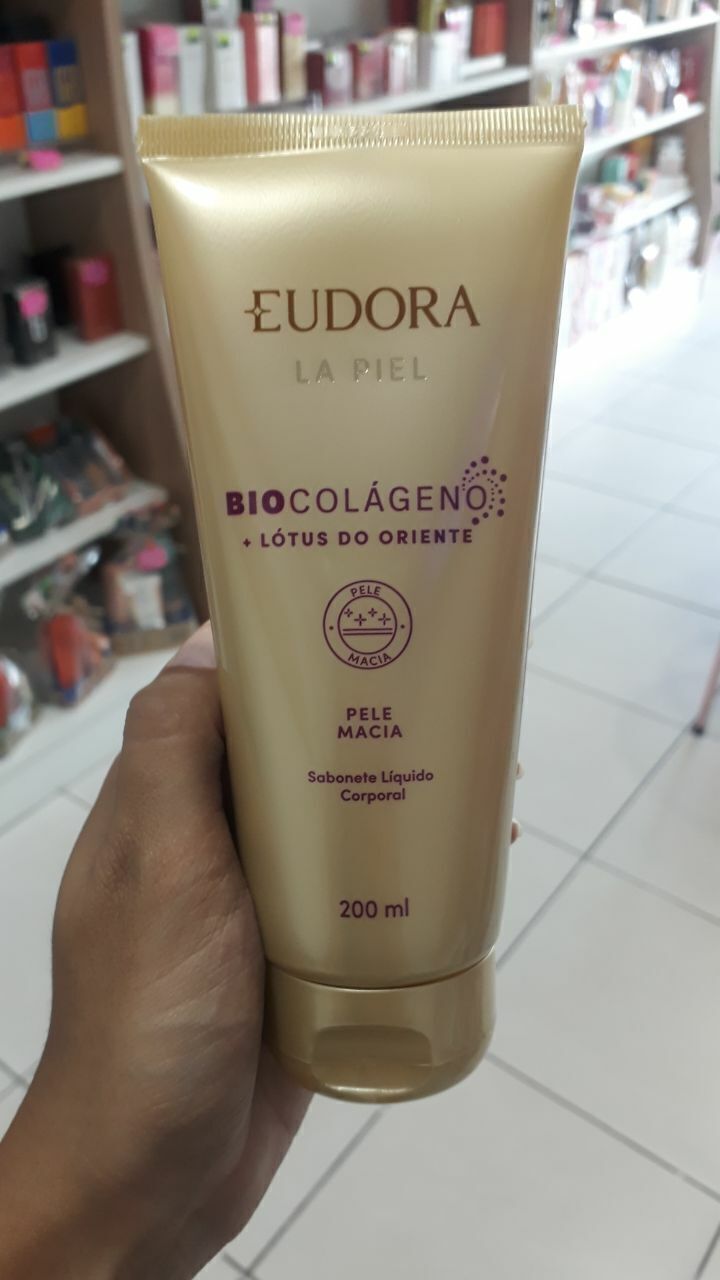 EUDORA
LA PIEL
BIOCOLÁGENO
+ LÓTUS DO ORIENTE
PELE
MACIA
PELE
MACIA
Sabonete Líquido
Corporal
200 ml